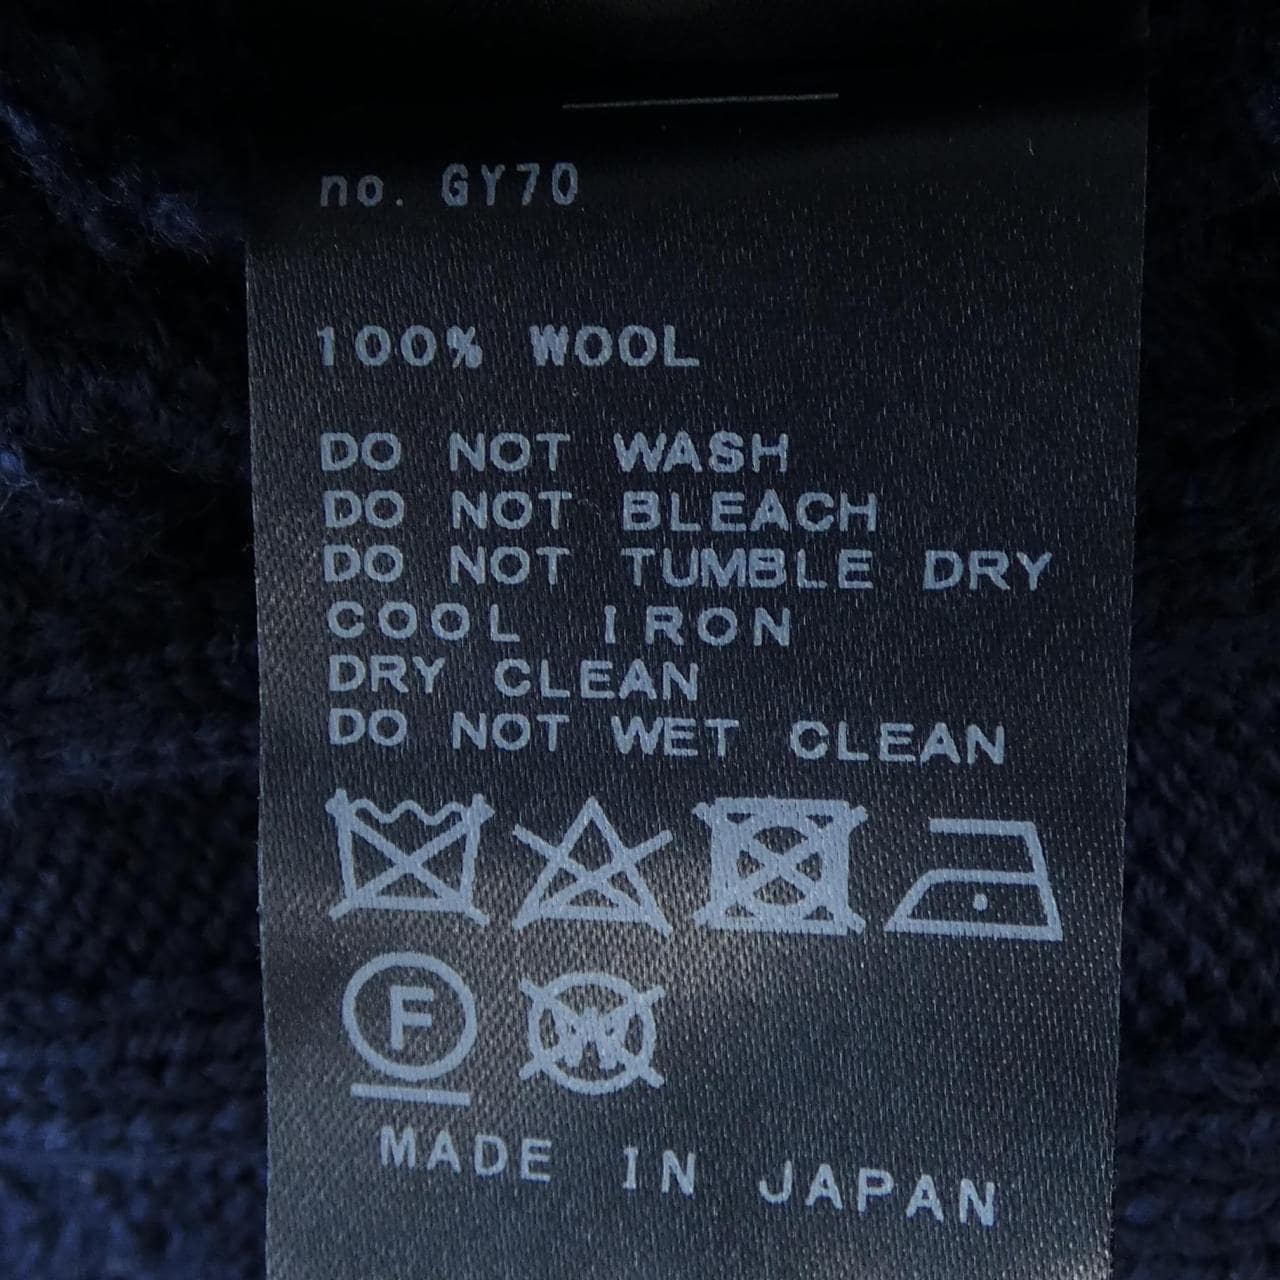 no. GY70
100% WOOL
DO NOT WASH
DO NOT BLEACH
DO NOT TUMBLE DRY
COOL IRON
DRY CLEAN
DO NOT WET CLEAN
F W
MADE IN JAPAN